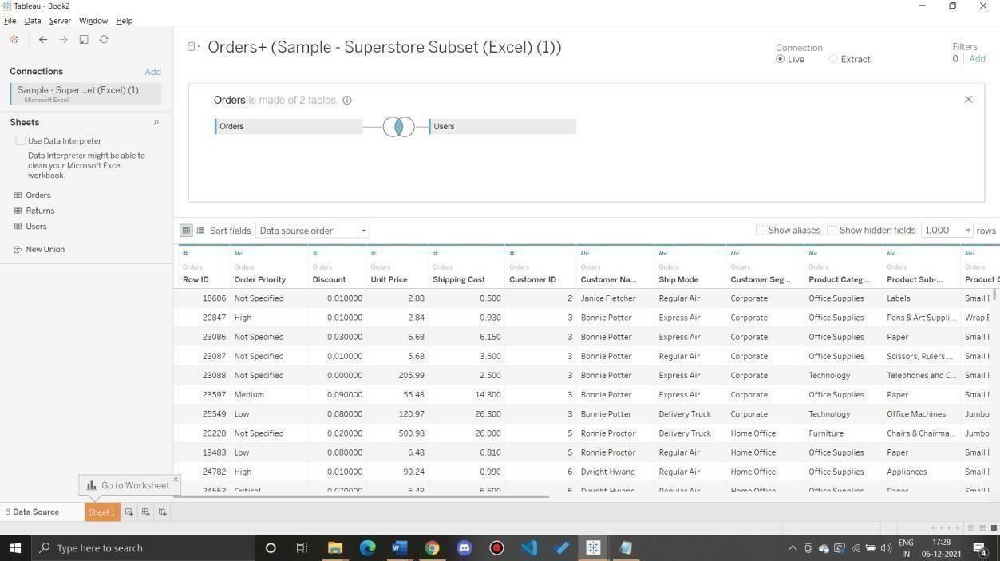 Tableau - Book2
File Data Server Window Help
Connections Add
Sample - Super...et (Excel) (1)
Microsoft Excel
Sheets
Use Data Interpreter
Data Interpreter might be able to
clean your Microsoft Excel
workbook.
Orders
Returns
Users
New Union
Orders+ (Sample - Superstore Subset (Excel) (1))
Connection
Live Extract
Filters
0 Add
Orders is made of 2 tables.
Orders Users
Sort fields Data source order Show aliases Show hidden fields 1,000 rows
# Abc # # # # Abc Abc Abc Abc Abc Abc
Orders Orders Orders Orders Orders Orders Orders Orders Orders Orders Orders Orders
Row ID Order Priority Discount Unit Price Shipping Cost Customer ID Customer Na... Ship Mode Customer Seg... Product Categ... Product Sub-... Product
18606 Not Specified 0.010000 2.88 0.500 2 Janice Fletcher Regular Air Corporate Office Supplies Labels Small
20847 High 0.010000 2.84 0.930 3 Bonnie Potter Express Air Corporate Office Supplies Pens & Art Suppli... Wrap
23086 Not Specified 0.030000 6.68 6.150 3 Bonnie Potter Express Air Corporate Office Supplies Paper Small
23087 Not Specified 0.010000 5.68 3.600 3 Bonnie Potter Regular Air Corporate Office Supplies Scissors, Rulers ... Small
23088 Not Specified 0.000000 205.99 2.500 3 Bonnie Potter Express Air Corporate Technology Telephones and C... Small
23597 Medium 0.090000 55.48 14.300 3 Bonnie Potter Express Air Corporate Office Supplies Paper Small
25549 Low 0.080000 120.97 26.300 3 Bonnie Potter Delivery Truck Corporate Technology Office Machines Jumbo
20228 Not Specified 0.020000 500.98 26.000 5 Ronnie Proctor Delivery Truck Home Office Furniture Chairs & Chairma... Jumbo
19483 Low 0.080000 6.48 6.810 5 Ronnie Proctor Regular Air Home Office Office Supplies Paper Small
24782 High 0.010000 90.24 0.990 6 Dwight Hwang Regular Air Home Office Office Supplies Appliances Small
24563 Critical 0.070000 6.48 6.600 6 Dwight Hwang Regular Air Home Office Office Supplies Paper Small
Go to Worksheet
Data Source Sheet 1
Type here to search
ENG
IN
17:28
06-12-2021
4